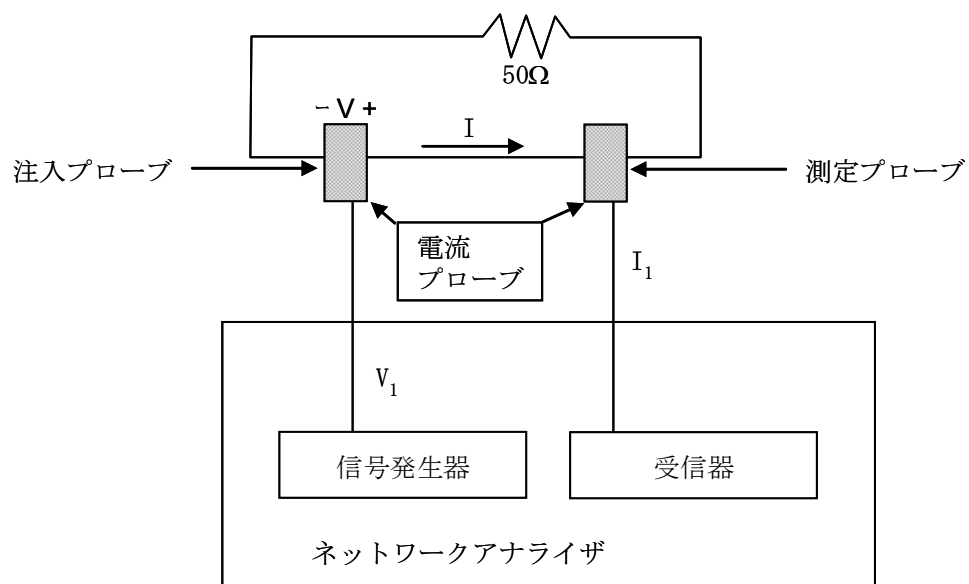 50Ω
- V +
I
注入プローブ
測定プローブ
電流
プローブ
I1
V1
信号発生器
受信器
ネットワークアナライザ